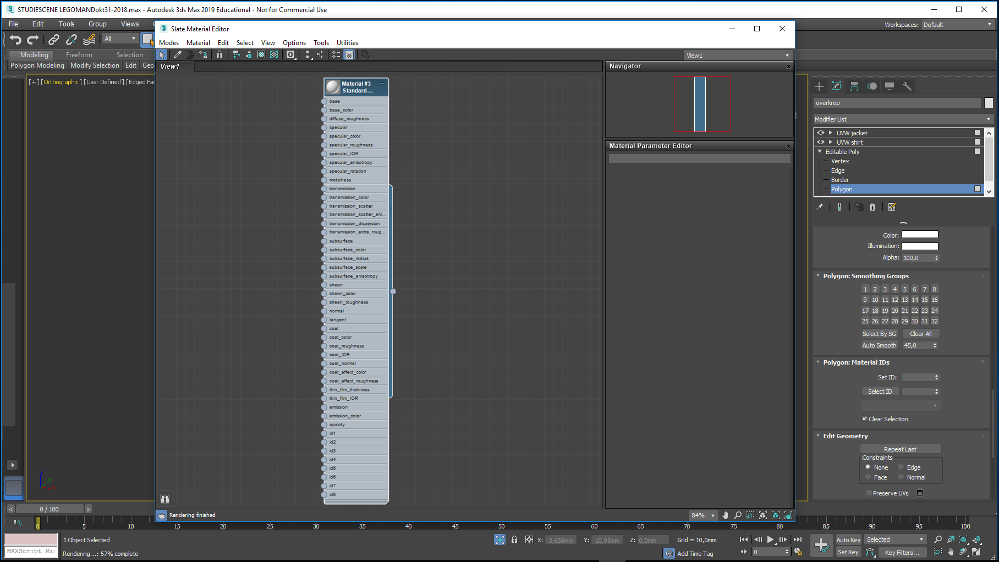 STUDIESCENE LEGOMANDokt31-2018.max - Autodesk 3ds Max 2019 Educational - Not for Commercial Use
File Edit Tools Group Views
Workspaces: Default
Slate Material Editor
Modes Material Edit Select View Options Tools Utilities
All
View1
Modeling Freeform Selection
Polygon Modeling Modify Selection Edit Geo
View1
[+] [Orthographic] [User Defined] [Edged Fac
Material #3
Standard...
base
base_color
diffuse_roughness
specular
specular_color
specular_roughness
specular_IOR
specular_anisotropy
specular_rotation
metalness
transmission
transmission_color
transmission_scatter
transmission_scatter_ani...
transmission_dispersion
transmission_extra_roug...
subsurface
subsurface_color
subsurface_radius
subsurface_scale
subsurface_anisotropy
sheen
sheen_color
sheen_roughness
normal
tangent
coat
coat_color
coat_roughness
coat_IOR
coat_normal
coat_affect_color
coat_affect_roughness
thin_film_thickness
thin_film_IOR
emission
emission_color
opacity
id1
id2
id3
id4
id5
id6
id7
id8
Navigator
Material Parameter Editor
84%
Rendering finished
overkrop
Modifier List
UVW jacket
UVW shirt
Editable Poly
Vertex
Edge
Border
Polygon
Color:
Illumination:
Alpha: 100,0
Polygon: Smoothing Groups
1 2 3 4 5 6 7 8
9 10 11 12 13 14 15 16
17 18 19 20 21 22 23 24
25 26 27 28 29 30 31 32
Select By SG Clear All
Auto Smooth 45,0
Polygon: Material IDs
Set ID:
Select ID
Clear Selection
Edit Geometry
Repeat Last
Constraints
None Edge
Face Normal
Preserve UVs
z
y
< 0 / 100 >
0 5 10 15 20 25 30 35 40 45 50 55 60 65 70 75 80 85 90 95 100
1 Object Selected
X: -3,656mm Y: -10,95mm Z: 0,0mm Grid = 10,0mm
Auto Key Selected
MAXScript Mi
Rendering...: 57% complete
Add Time Tag
0
Set Key Key Filters...